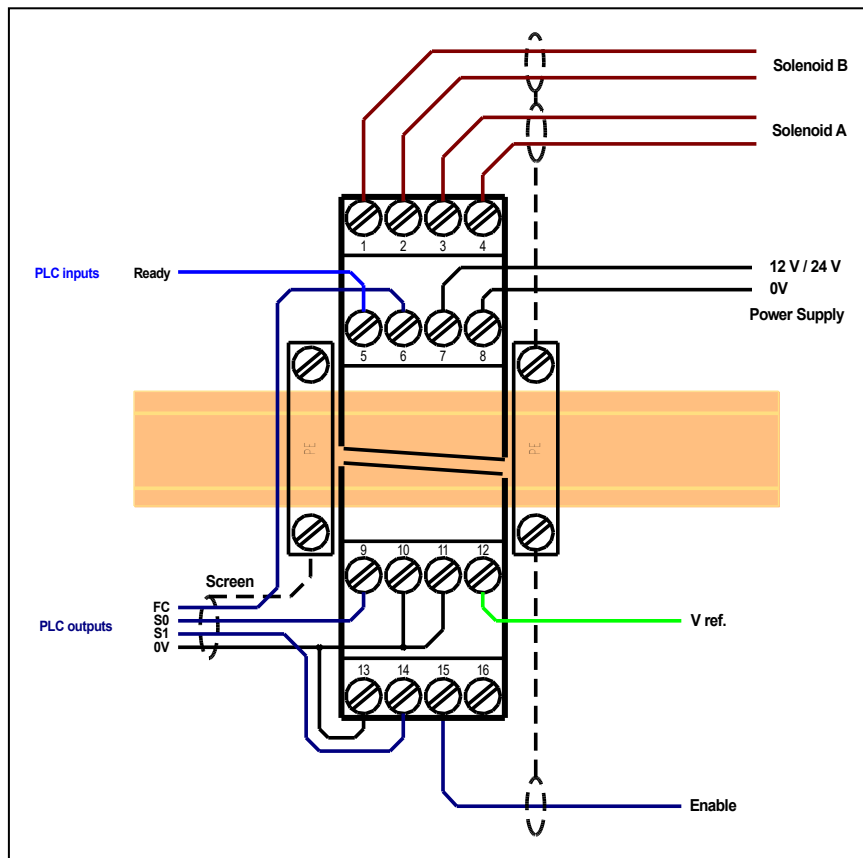 Solenoid B
Solenoid A
1 2 3 4
PLC inputs Ready 12 V / 24 V
0V
Power Supply
5 6 7 8
PE PE
9 10 11 12
Screen
FC
S0
PLC outputs S1 V ref.
0V
13 14 15 16
Enable